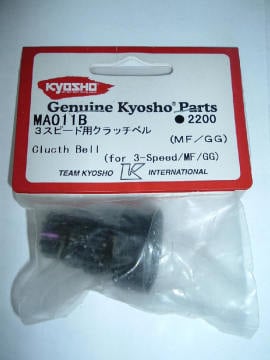 KYOSHO
Genuine Kyosho Parts
MA011B ●2200
3スピード用クラッチベル
(MF/GG)
Clucth Bell
(for 3-Speed/MF/GG)
TEAM KYOSHO K INTERNATIONAL